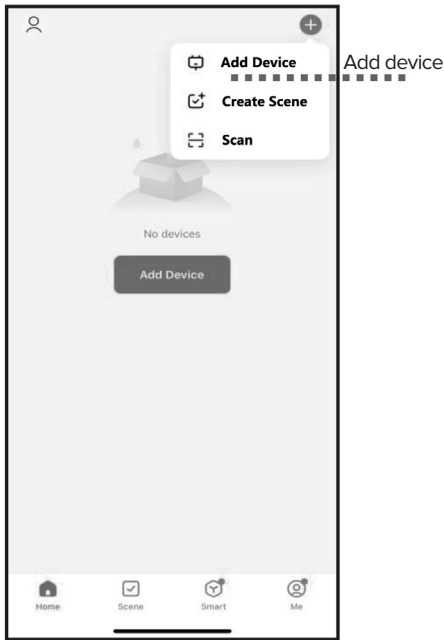 Add Device
Add device
Create Scene
Scan
No devices
Add Device
Home
Scene
Smart
Me